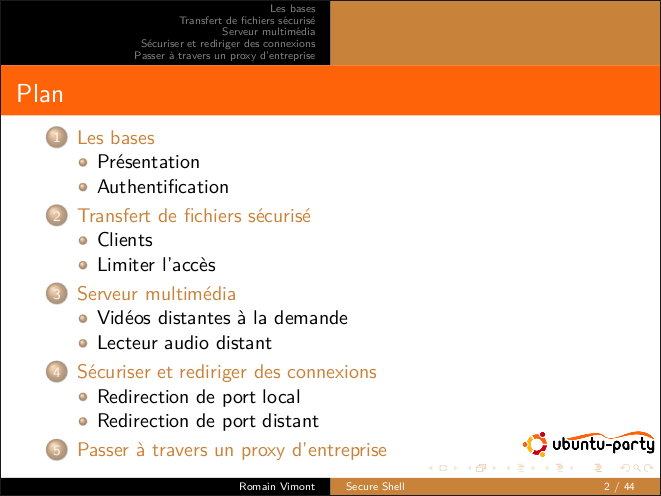 Les bases
Transfert de fichiers sécurisé
Serveur multimédia
Sécuriser et rediriger des connexions
Passer à travers un proxy d'entreprise
Plan
1 Les bases
Présentation
Authentification
2 Transfert de fichiers sécurisé
Clients
Limiter l'accès
3 Serveur multimédia
Vidéos distantes à la demande
Lecteur audio distant
4 Sécuriser et rediriger des connexions
Redirection de port local
Redirection de port distant
5 Passer à travers un proxy d'entreprise
ubuntu-party
Romain Vimont
Secure Shell
2 / 44